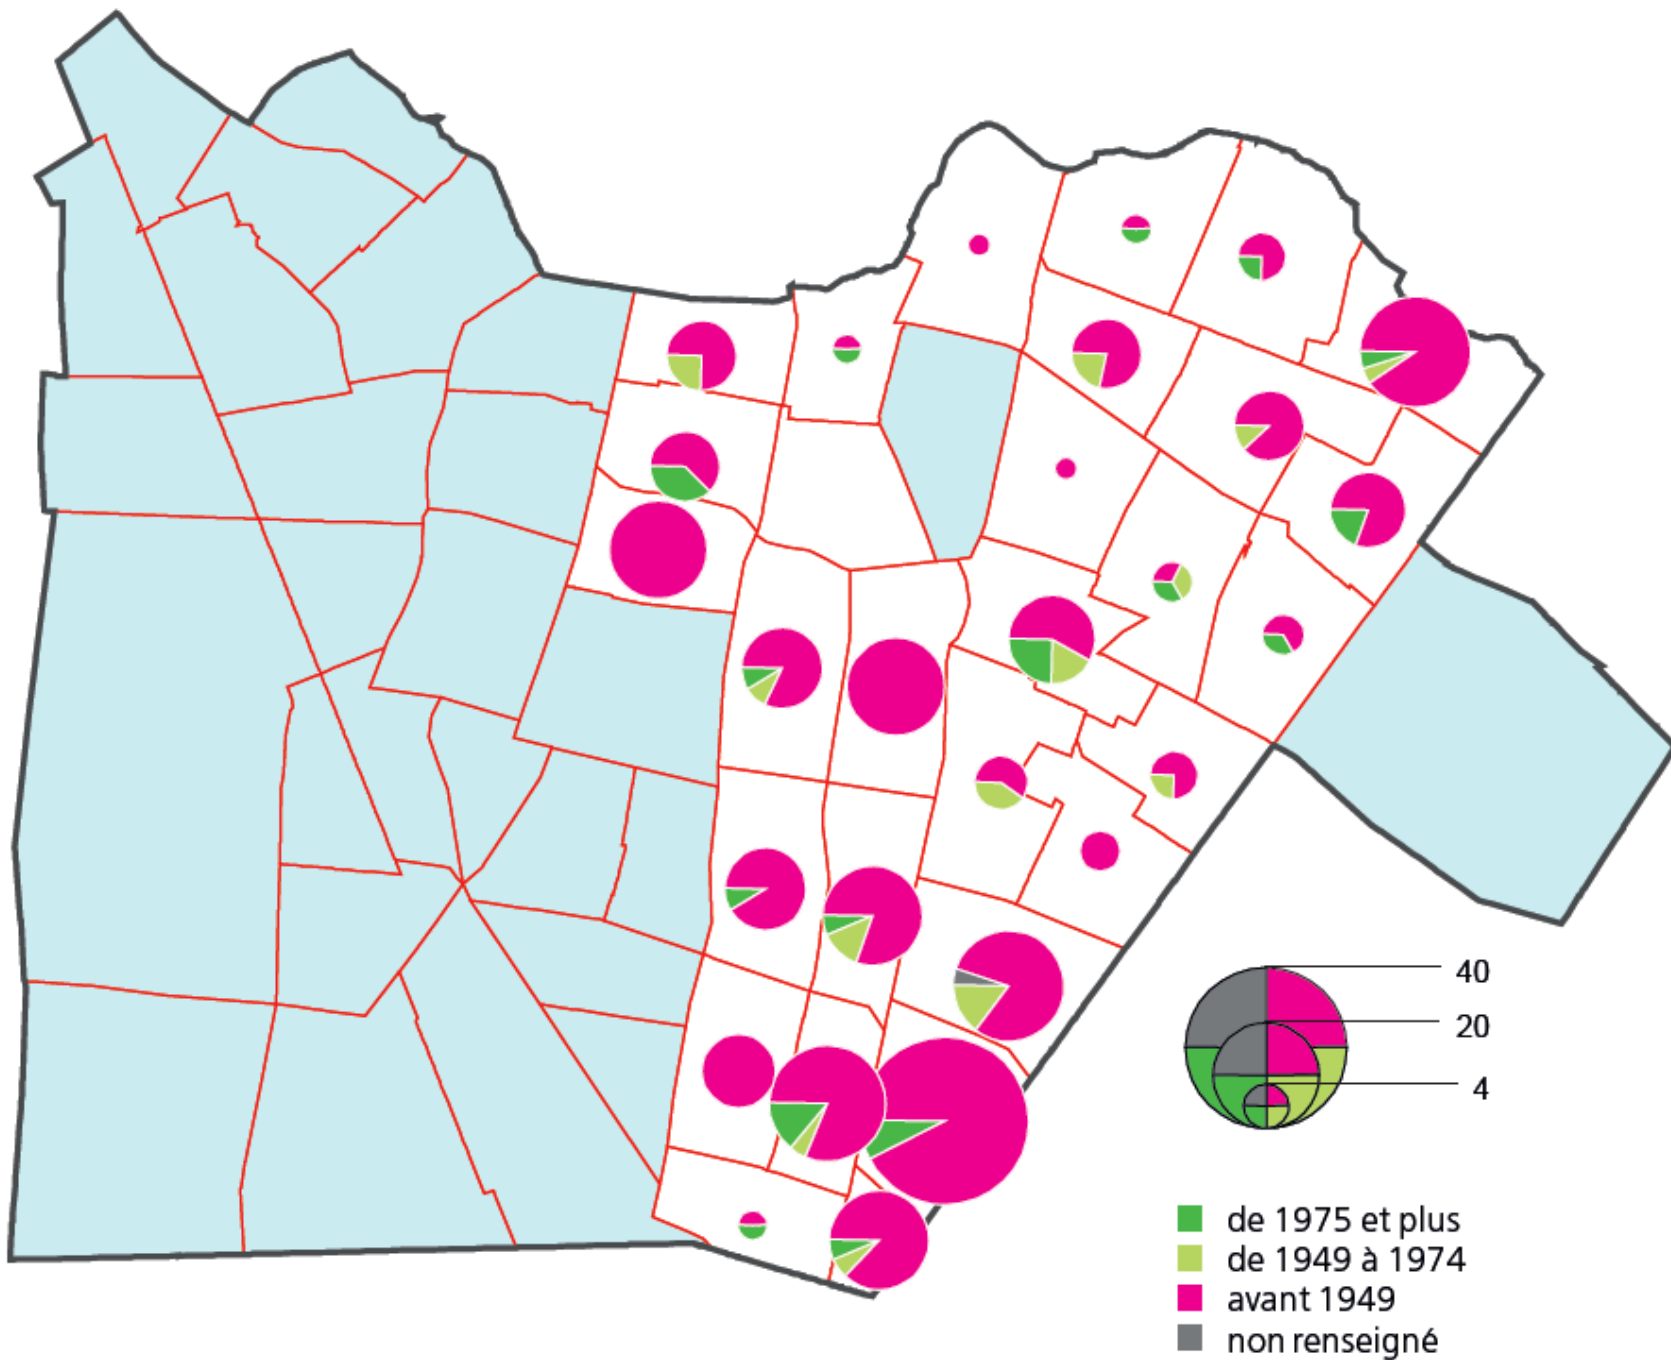 40
20
4
de 1975 et plus
de 1949 à 1974
avant 1949
non renseigné